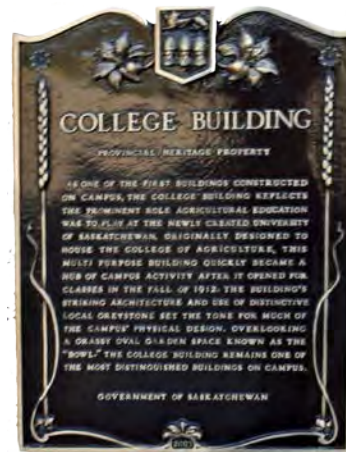 COLLEGE BUILDING
PROVINCIAL HERITAGE PROPERTY
AS ONE OF THE FIRST BUILDINGS CONSTRUCTED
ON CAMPUS, THE COLLEGE BUILDING REFLECTS
THE PROMINENT ROLE AGRICULTURAL EDUCATION
WAS TO PLAY AT THE NEWLY CREATED UNIVERSITY
OF SASKATCHEWAN. ORIGINALLY DESIGNED TO
HOUSE THE COLLEGE OF AGRICULTURE, THIS
MULTI PURPOSE BUILDING QUICKLY BECAME A
HUB OF CAMPUS ACTIVITY AFTER IT OPENED FOR
CLASSES IN THE FALL OF 1912. THE BUILDING'S
STRIKING ARCHITECTURE AND USE OF DISTINCTIVE
LOCAL GREYSTONE SET THE TONE FOR MUCH OF
THE CAMPUS' PHYSICAL DESIGN. OVERLOOKING
A GRASSY OVAL GARDEN SPACE KNOWN AS THE
"BOWL," THE COLLEGE BUILDING REMAINS ONE OF
THE MOST DISTINGUISHED BUILDINGS ON CAMPUS.
GOVERNMENT OF SASKATCHEWAN